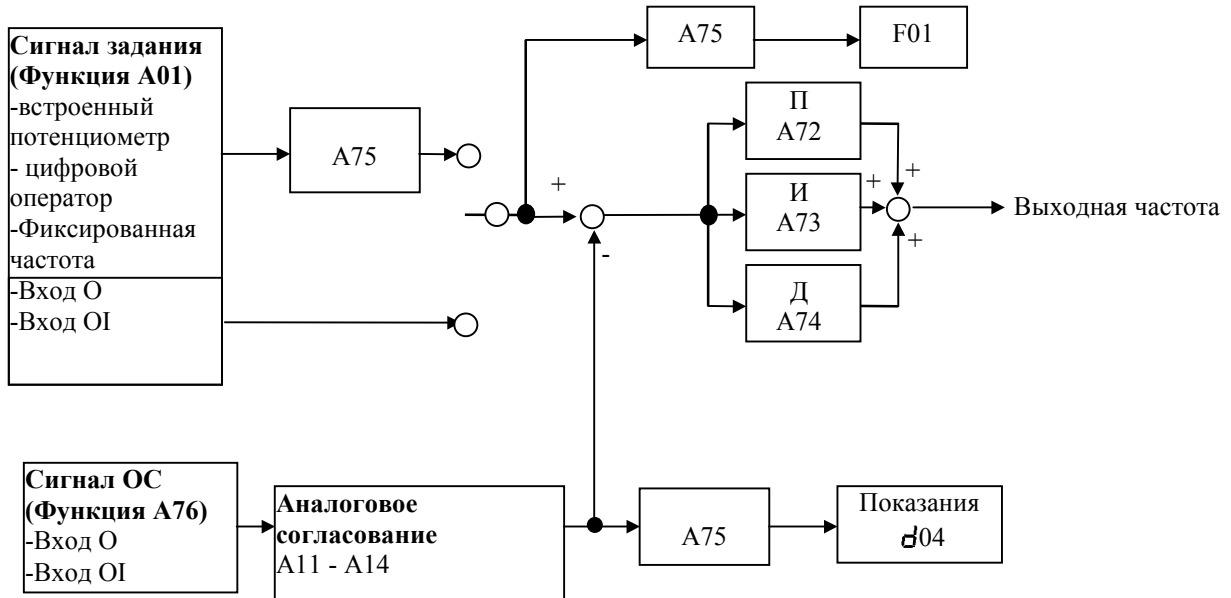 Сигнал задания
(Функция А01)
-встроенный
потенциометр
- цифровой
оператор
-Фиксированная
частота
-Вход О
-Вход OI
А75
А75
F01
П
А72
И
А73
Д
А74
+
-
+
+
+
Выходная частота
Сигнал ОС
(Функция А76)
-Вход О
-Вход OI
Аналоговое
согласование
А11 - А14
А75
Показания
d04